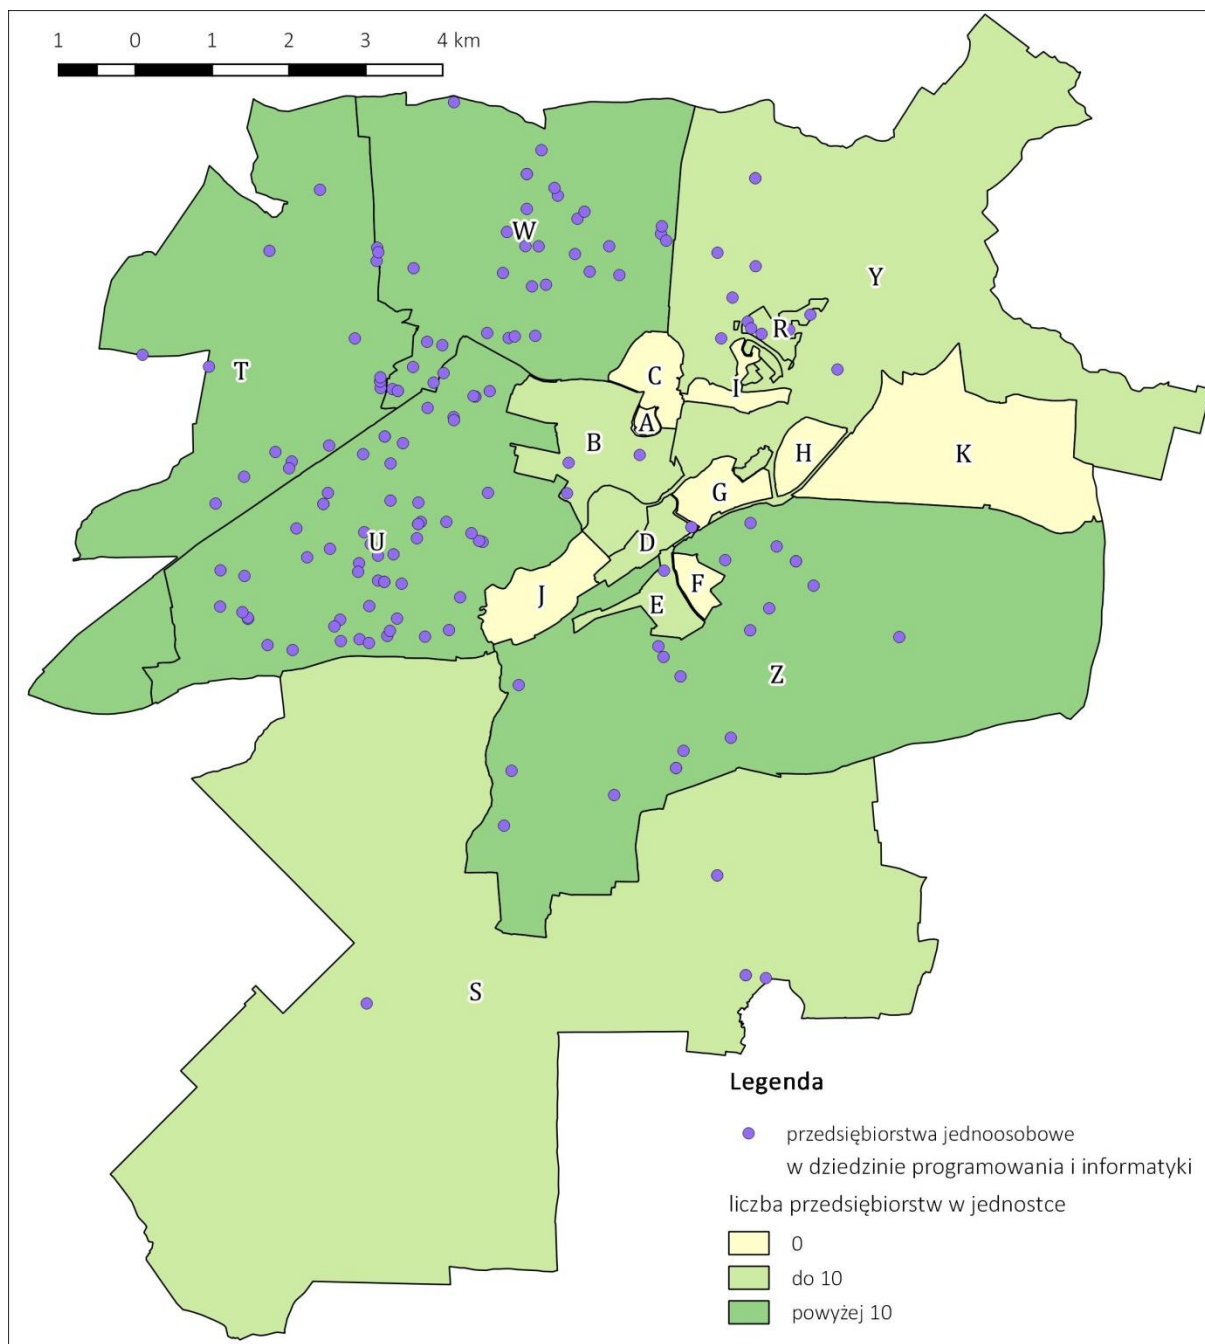 1 0 1 2 3 4 km
W
Y
R
T
C
I
A
B
H
K
G
U
D
J
F
E
Z
S
Legenda
przedsiębiorstwa jednoosobowe
w dziedzinie programowania i informatyki
liczba przedsiębiorstw w jednostce
0
do 10
powyżej 10